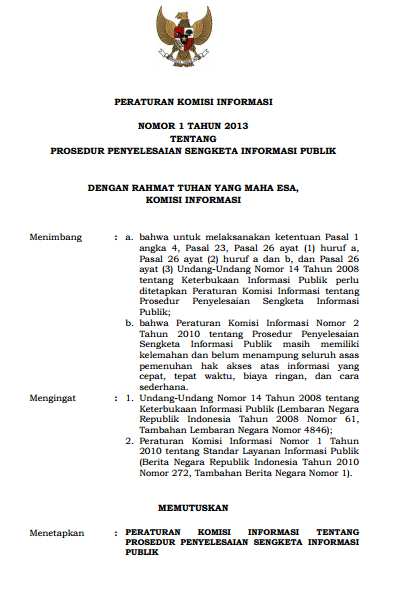 PERATURAN KOMISI INFORMASI
NOMOR 1 TAHUN 2013
TENTANG
PROSEDUR PENYELESAIAN SENGKETA INFORMASI PUBLIK
DENGAN RAHMAT TUHAN YANG MAHA ESA,
KOMISI INFORMASI
Menimbang : a. bahwa untuk melaksanakan ketentuan Pasal 1
angka 4, Pasal 23, Pasal 26 ayat (1) huruf a,
Pasal 26 ayat (2) huruf a dan b, dan Pasal 26
ayat (3) Undang-Undang Nomor 14 Tahun 2008
tentang Keterbukaan Informasi Publik perlu
ditetapkan Peraturan Komisi Informasi tentang
Prosedur Penyelesaian Sengketa Informasi
Publik;
b. bahwa Peraturan Komisi Informasi Nomor 2
Tahun 2010 tentang Prosedur Penyelesaian
Sengketa Informasi Publik masih memiliki
kelemahan dan belum menampung seluruh asas
pemenuhan hak akses atas informasi yang
cepat, tepat waktu, biaya ringan, dan cara
sederhana.
Mengingat : 1. Undang-Undang Nomor 14 Tahun 2008 tentang
Keterbukaan Informasi Publik (Lembaran Negara
Republik Indonesia Tahun 2008 Nomor 61,
Tambahan Lembaran Negara Nomor 4846);
2. Peraturan Komisi Informasi Nomor 1 Tahun
2010 tentang Standar Layanan Informasi Publik
(Berita Negara Republik Indonesia Tahun 2010
Nomor 272, Tambahan Berita Negara Nomor 1).
MEMUTUSKAN
Menetapkan : PERATURAN KOMISI INFORMASI TENTANG
PROSEDUR PENYELESAIAN SENGKETA INFORMASI
PUBLIK